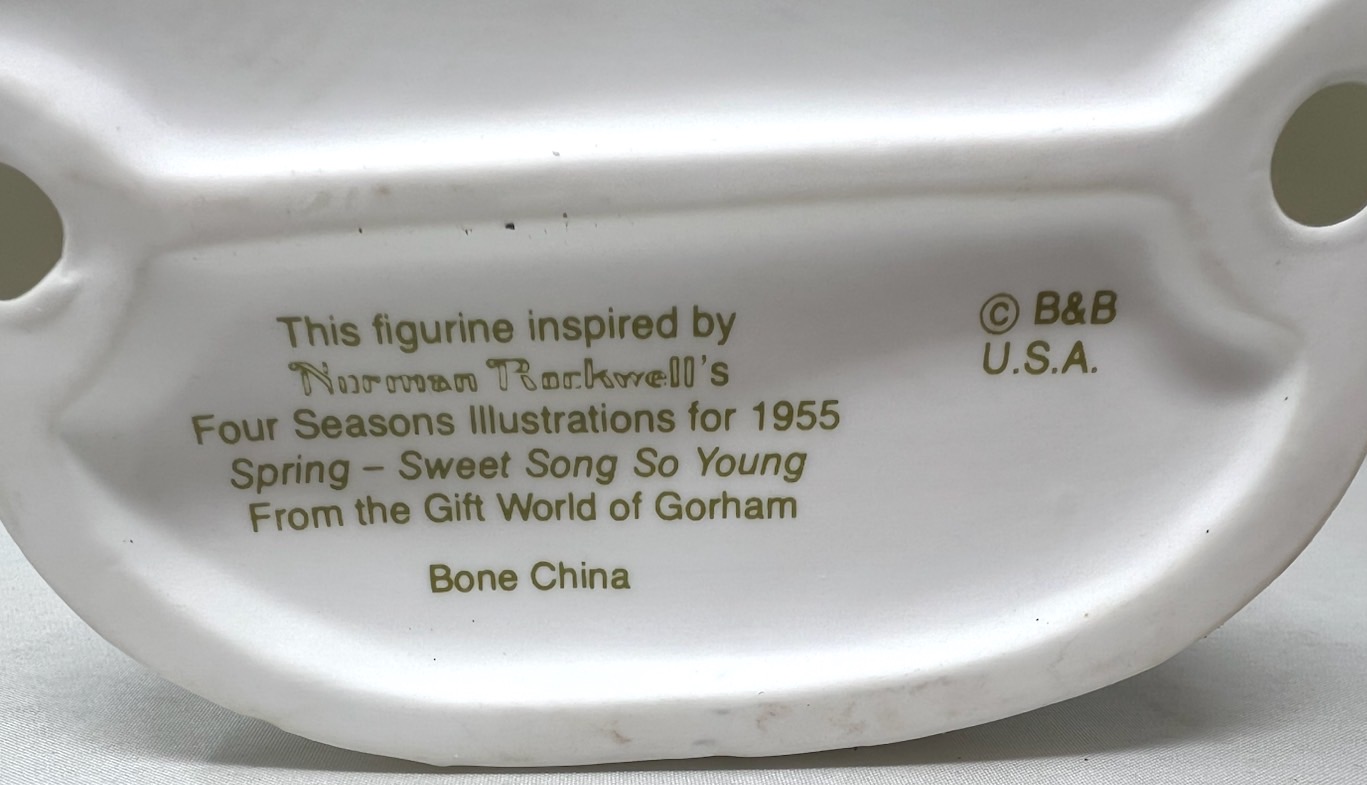 This figurine inspired by
Norman Rockwell's
Four Seasons Illustrations for 1955
Spring – Sweet Song So Young
From the Gift World of Gorham
Bone China
© B&B
U.S.A.